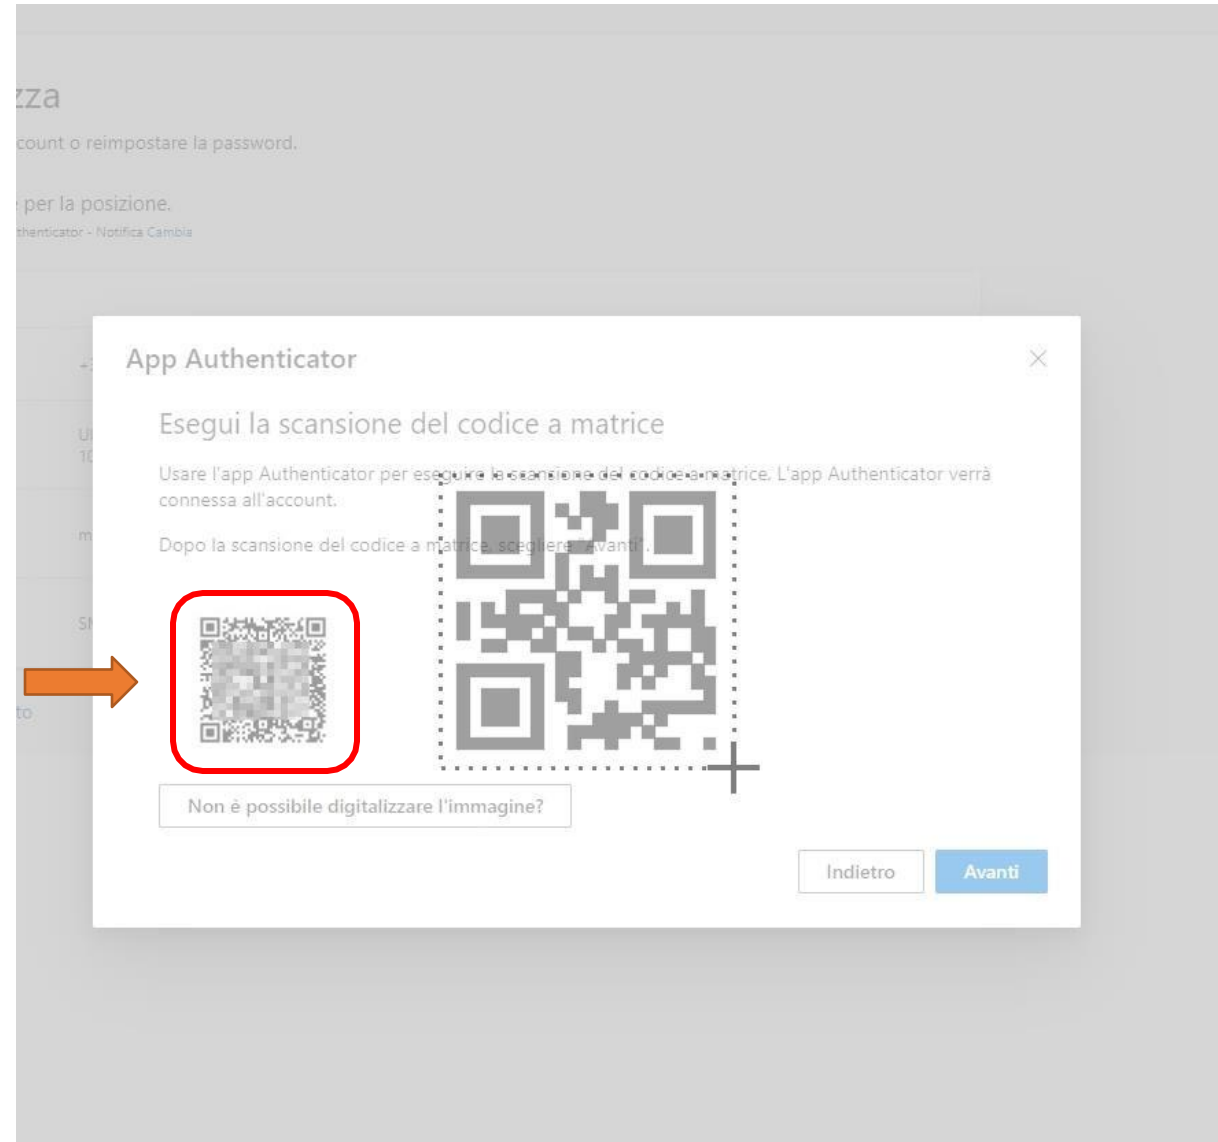 zza
count o reimpostare la password.
per la posizione.
thenticator - Notifica Cambia
App Authenticator
Esegui la scansione del codice a matrice
Usare l'app Authenticator per eseguire la scansione del codice a matrice. L'app Authenticator verrà
connessa all'account.
Dopo la scansione del codice a matrice, scegliere "Avanti".
to
Non è possibile digitalizzare l'immagine?
Indietro
Avanti